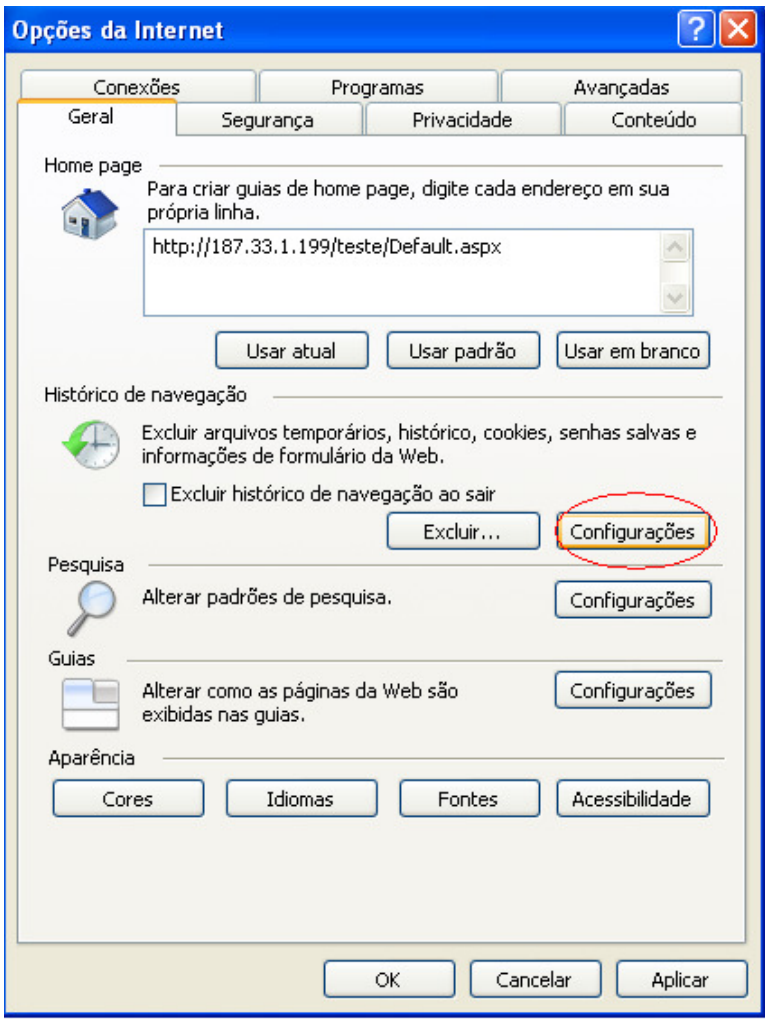 Opções da Internet
Conexões Programas Avançadas
Geral Segurança Privacidade Conteúdo
Home page
Para criar guias de home page, digite cada endereço em sua
própria linha.
http://187.33.1.199/teste/Default.aspx
Usar atual Usar padrão Usar em branco
Histórico de navegação
Excluir arquivos temporários, histórico, cookies, senhas salvas e
informações de formulário da Web.
Excluir histórico de navegação ao sair
Excluir... Configurações
Pesquisa
Alterar padrões de pesquisa.
Configurações
Guias
Alterar como as páginas da Web são
exibidas nas guias.
Configurações
Aparência
Cores Idiomas Fontes Acessibilidade
OK Cancelar Aplicar